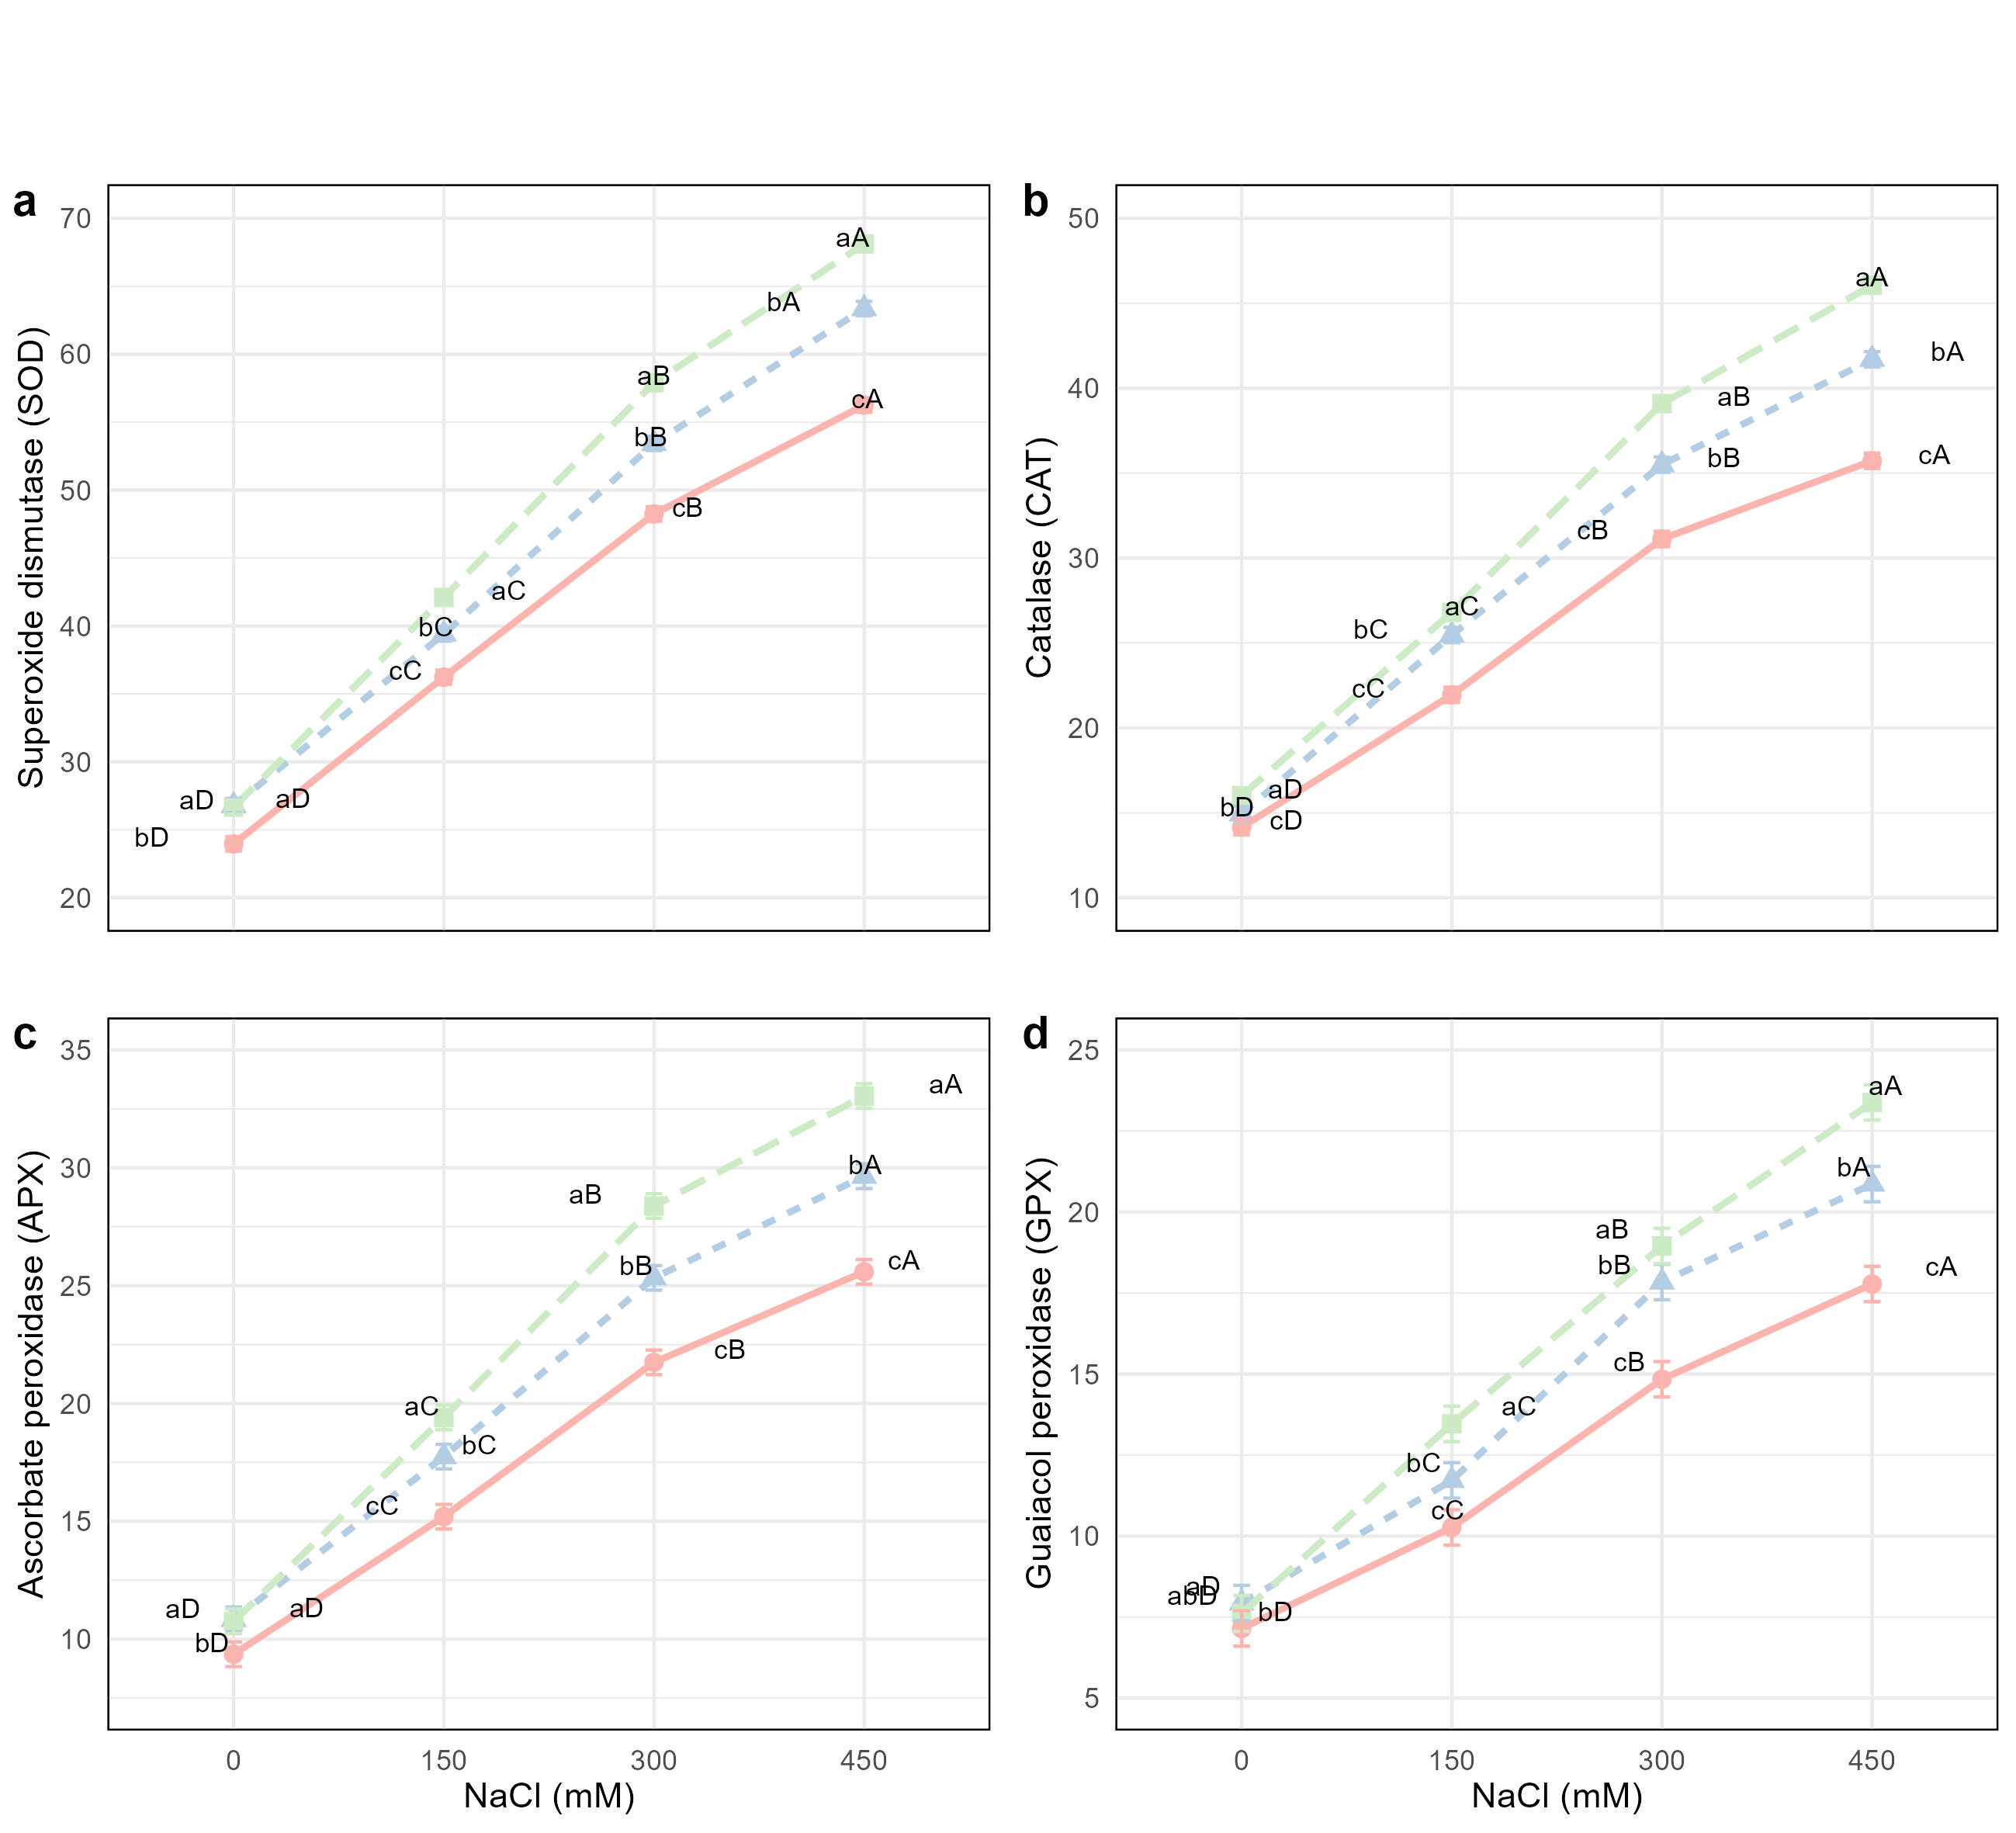 a
70
60
50
40
30
20
Superoxide dismutase (SOD)
aA
bA
aB
cA
bB
cB
aC
bC
cC
aD
aD
bD
b
50
40
30
20
10
Catalase (CAT)
aA
bA
aB
cA
bB
cB
aC
bC
cC
aD
bD
cD
c
35
30
25
20
15
10
Ascorbate peroxidase (APX)
aA
bA
aB
cA
bB
cB
aC
bC
cC
aD
aD
bD
0
150
300
450
NaCl (mM)
d
25
20
15
10
5
Guaiacol peroxidase (GPX)
aA
bA
aB
bB
cA
cB
aC
bC
cC
aD
abD
bD
0
150
300
450
NaCl (mM)